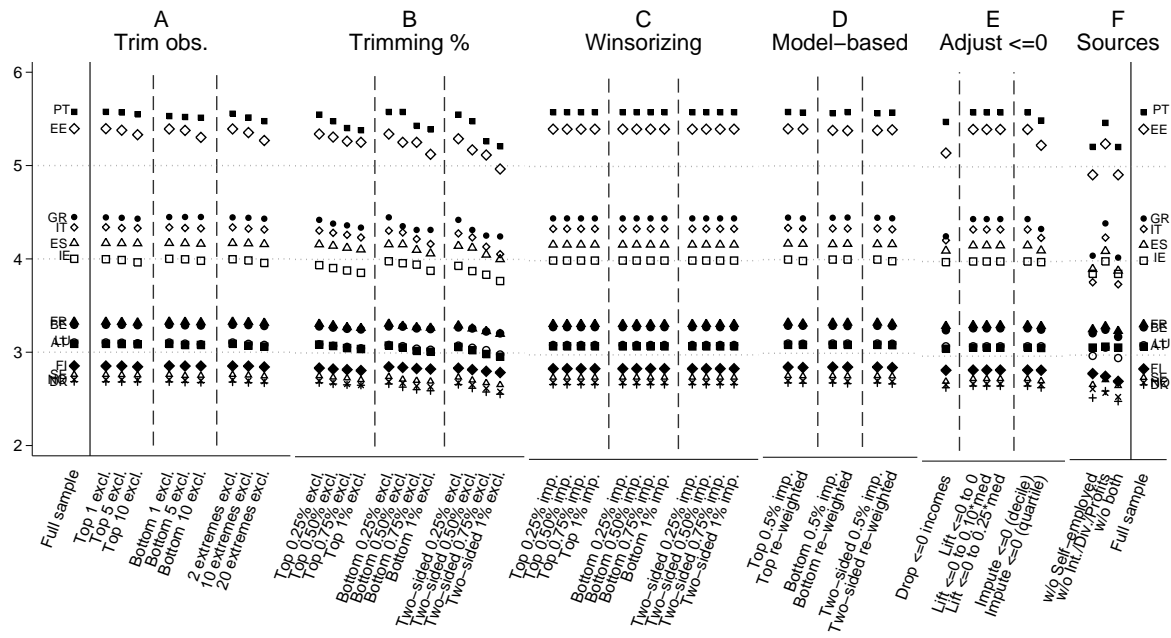 A B C D E F
Trim obs. Trimming % Winsorizing Model−based Adjust <=0 Sources
6
PT PT
EE EE
5
GR GR
IT IT
ES ES
IE IE
4
FR FR
LU
3
FI FI
2
Full sample
Top 1 excl.
Top 5 excl.
Top 10 excl.
Bottom 1 excl.
Bottom 5 excl.
Bottom 10 excl.
2 extremes excl.
10 extremes excl.
20 extremes excl.
Top 0.25% excl.
Top 0.50% excl.
Top 0.75% excl.
Top 1% excl.
Bottom 0.25% excl.
Bottom 0.50% excl.
Bottom 0.75% excl.
Bottom 1% excl.
Two−sided 0.25% excl.
Two−sided 0.50% excl.
Two−sided 0.75% excl.
Two−sided 1% excl.
Top 0.25% imp.
Top 0.50% imp.
Top 0.75% imp.
Top 1% imp.
Bottom 0.25% imp.
Bottom 0.50% imp.
Bottom 0.75% imp.
Bottom 1% imp.
Two−sided 0.25% imp.
Two−sided 0.50% imp.
Two−sided 0.75% imp.
Two−sided 1% imp.
Top 0.5% imp.
Top re−weighted
Bottom 0.5% imp.
Bottom re−weighted
Two−sided 0.5% imp.
Two−sided re−weighted
Drop <=0 incomes
Lift <=0 to 0
Lift <=0 to 0.10*med
Lift <=0 to 0.25*med
Impute <=0 (decile)
Impute <=0 (quartile)
w/o Self−employed
w/o Int./Div./Profits
w/o both
Full sample